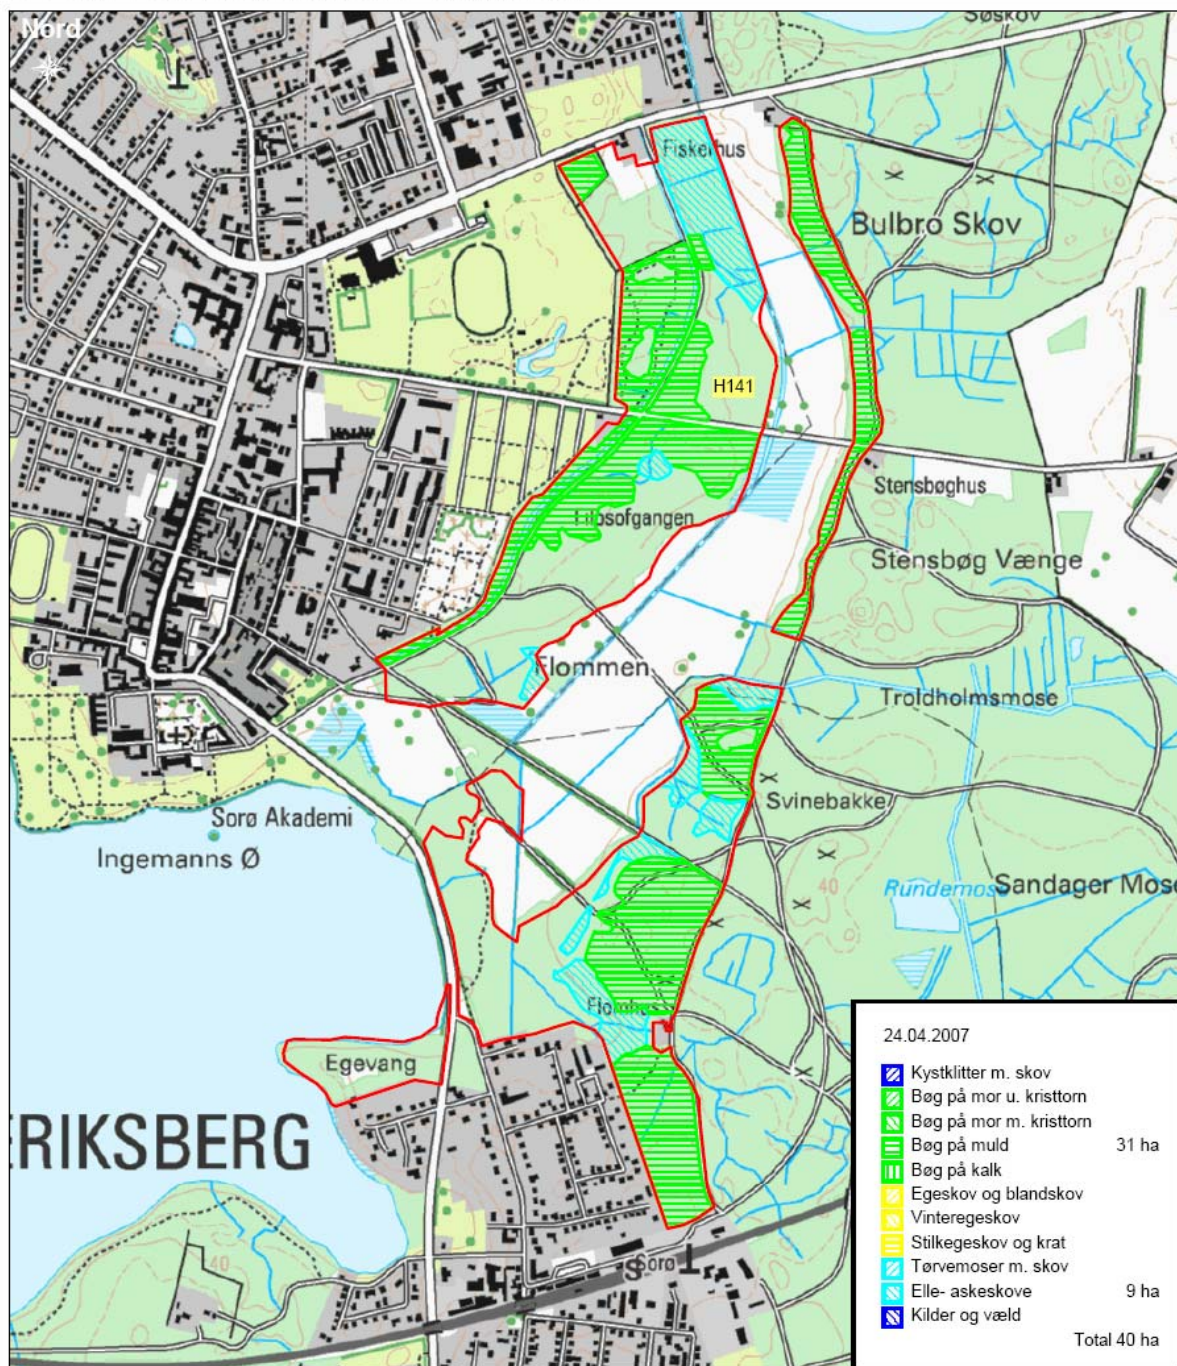 Nord
Søskov
Fiskerhus
Bulbro Skov
H141
Stensbøghus
Filosofgangen
Stensbøg Vænge
Flommen
Troldholmsmose
Svinebakke
Sorø Akademi
Ingemanns Ø
40
Rundemose
Sandager Mose
Flomhus
Egevang
ERIKSBERG
40
S
Sorø
24.04.2007
Kystklitter m. skov
Bøg på mor u. kristtorn
Bøg på mor m. kristtorn
Bøg på muld 31 ha
Bøg på kalk
Egeskov og blandskov
Vinteregeskov
Stilkegeskov og krat
Tørvemoser m. skov
Elle- askeskove 9 ha
Kilder og væld
Total 40 ha